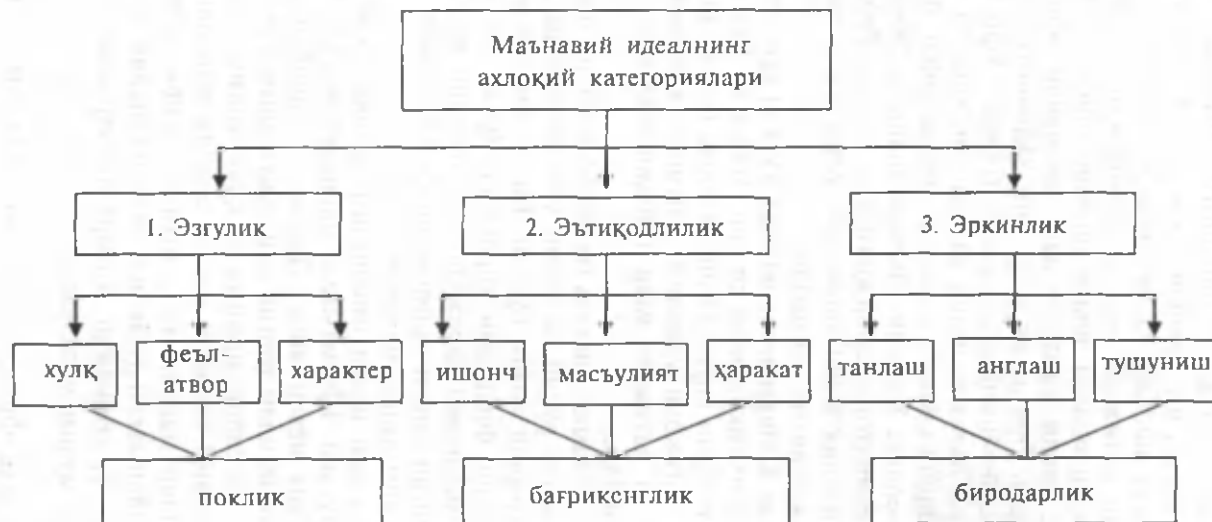 Маънавий идеалнинг
ахлоқий категориялари
1. Эзгулик
2. Эътиқодлилик
3. Эркинлик
хулқ
феъл-
атвор
характер
ишонч
масъулият
ҳаракат
танлаш
англаш
тушуниш
поклик
бағрикснглик
биродарлик